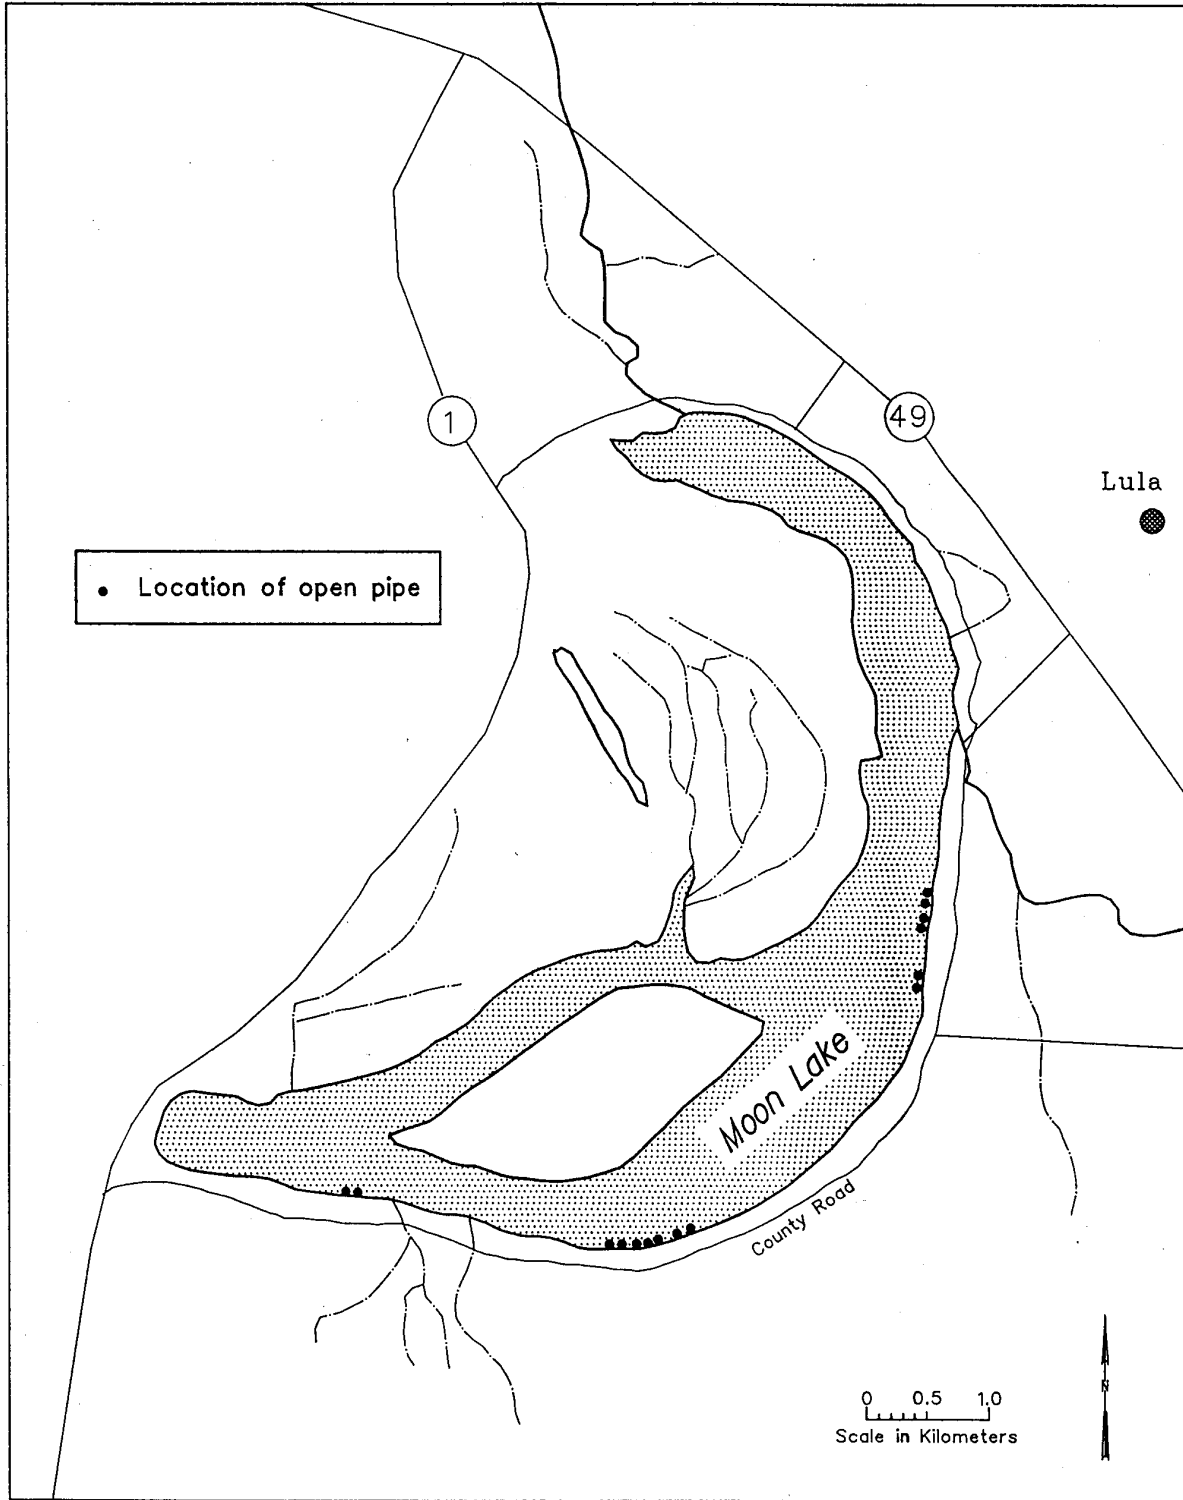 1
49
Lula
Location of open pipe
Moon Lake
County Road
0 0.5 1.0
Scale in Kilometers
N